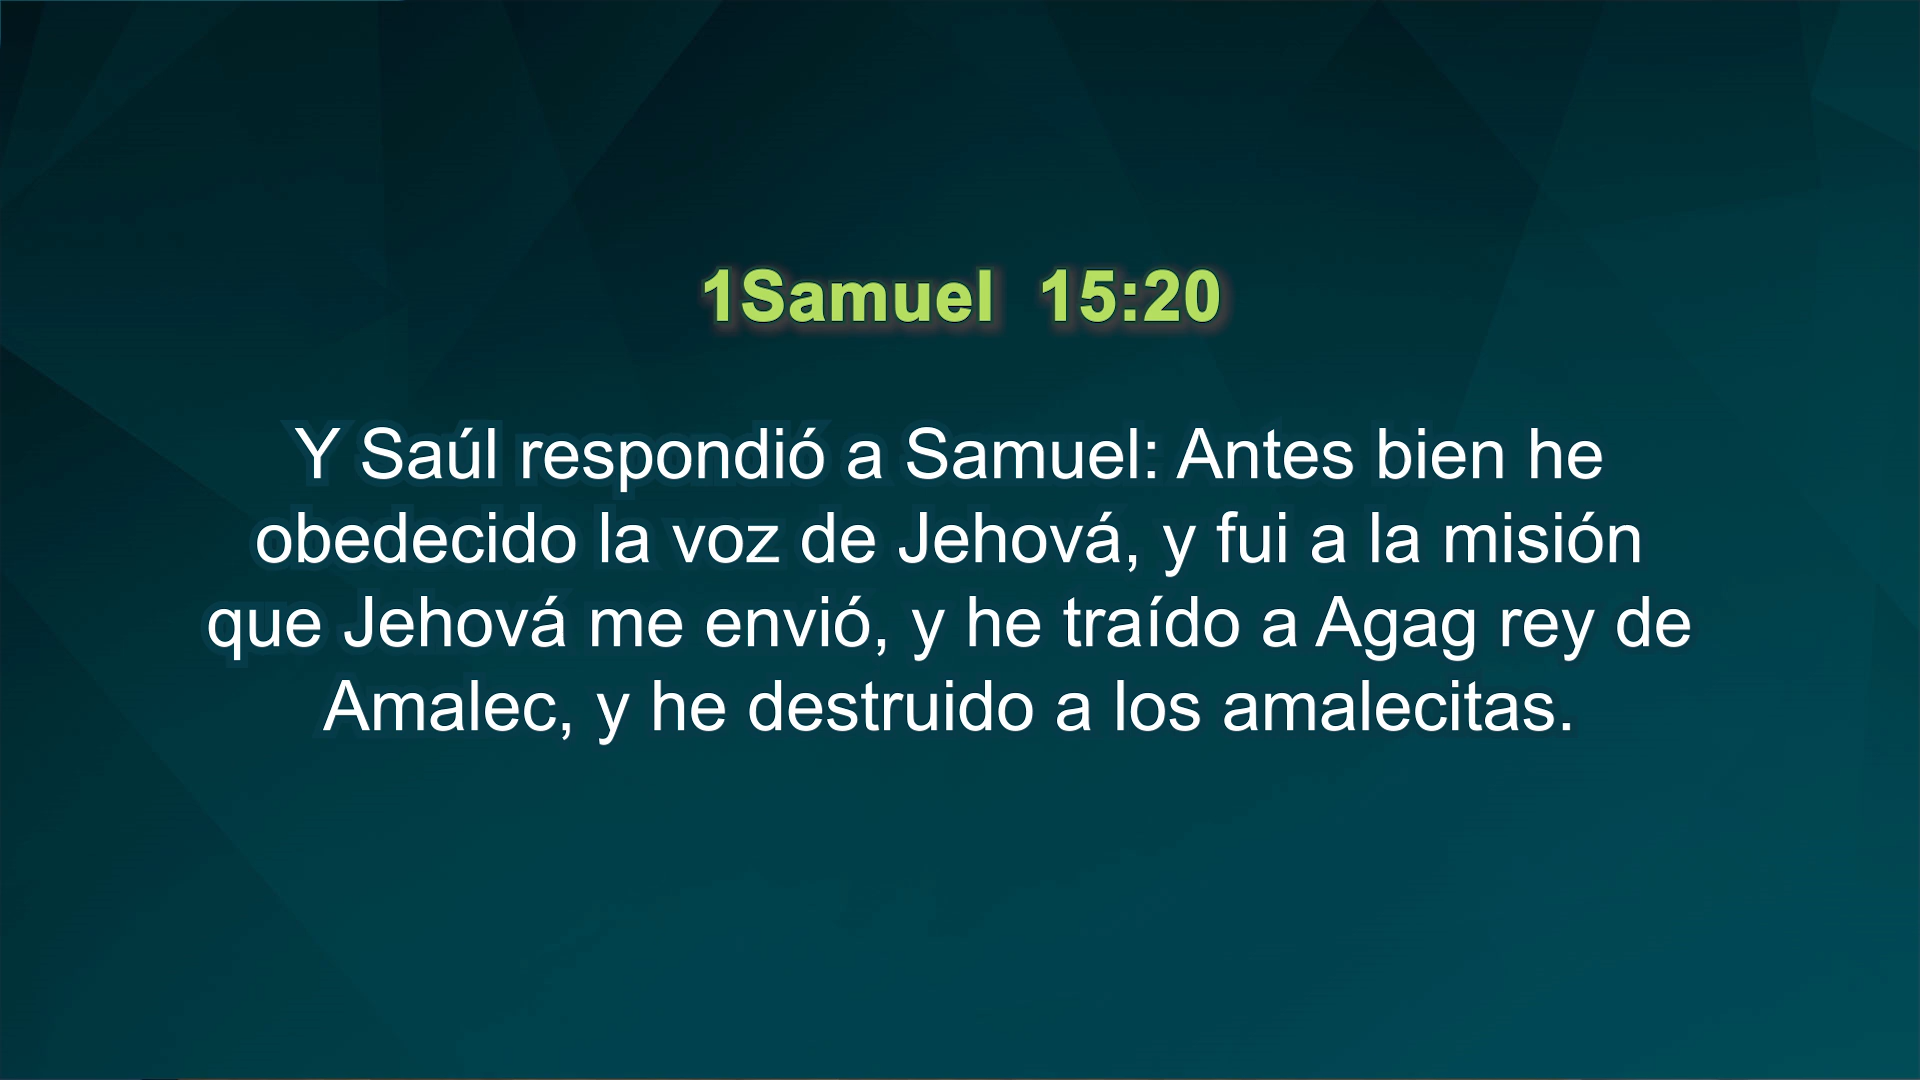 1Samuel 15:20
Y Saúl respondió a Samuel: Antes bien he
obedecido la voz de Jehová, y fui a la misión
que Jehová me envió, y he traído a Agag rey de
Amalec, y he destruido a los amalecitas.